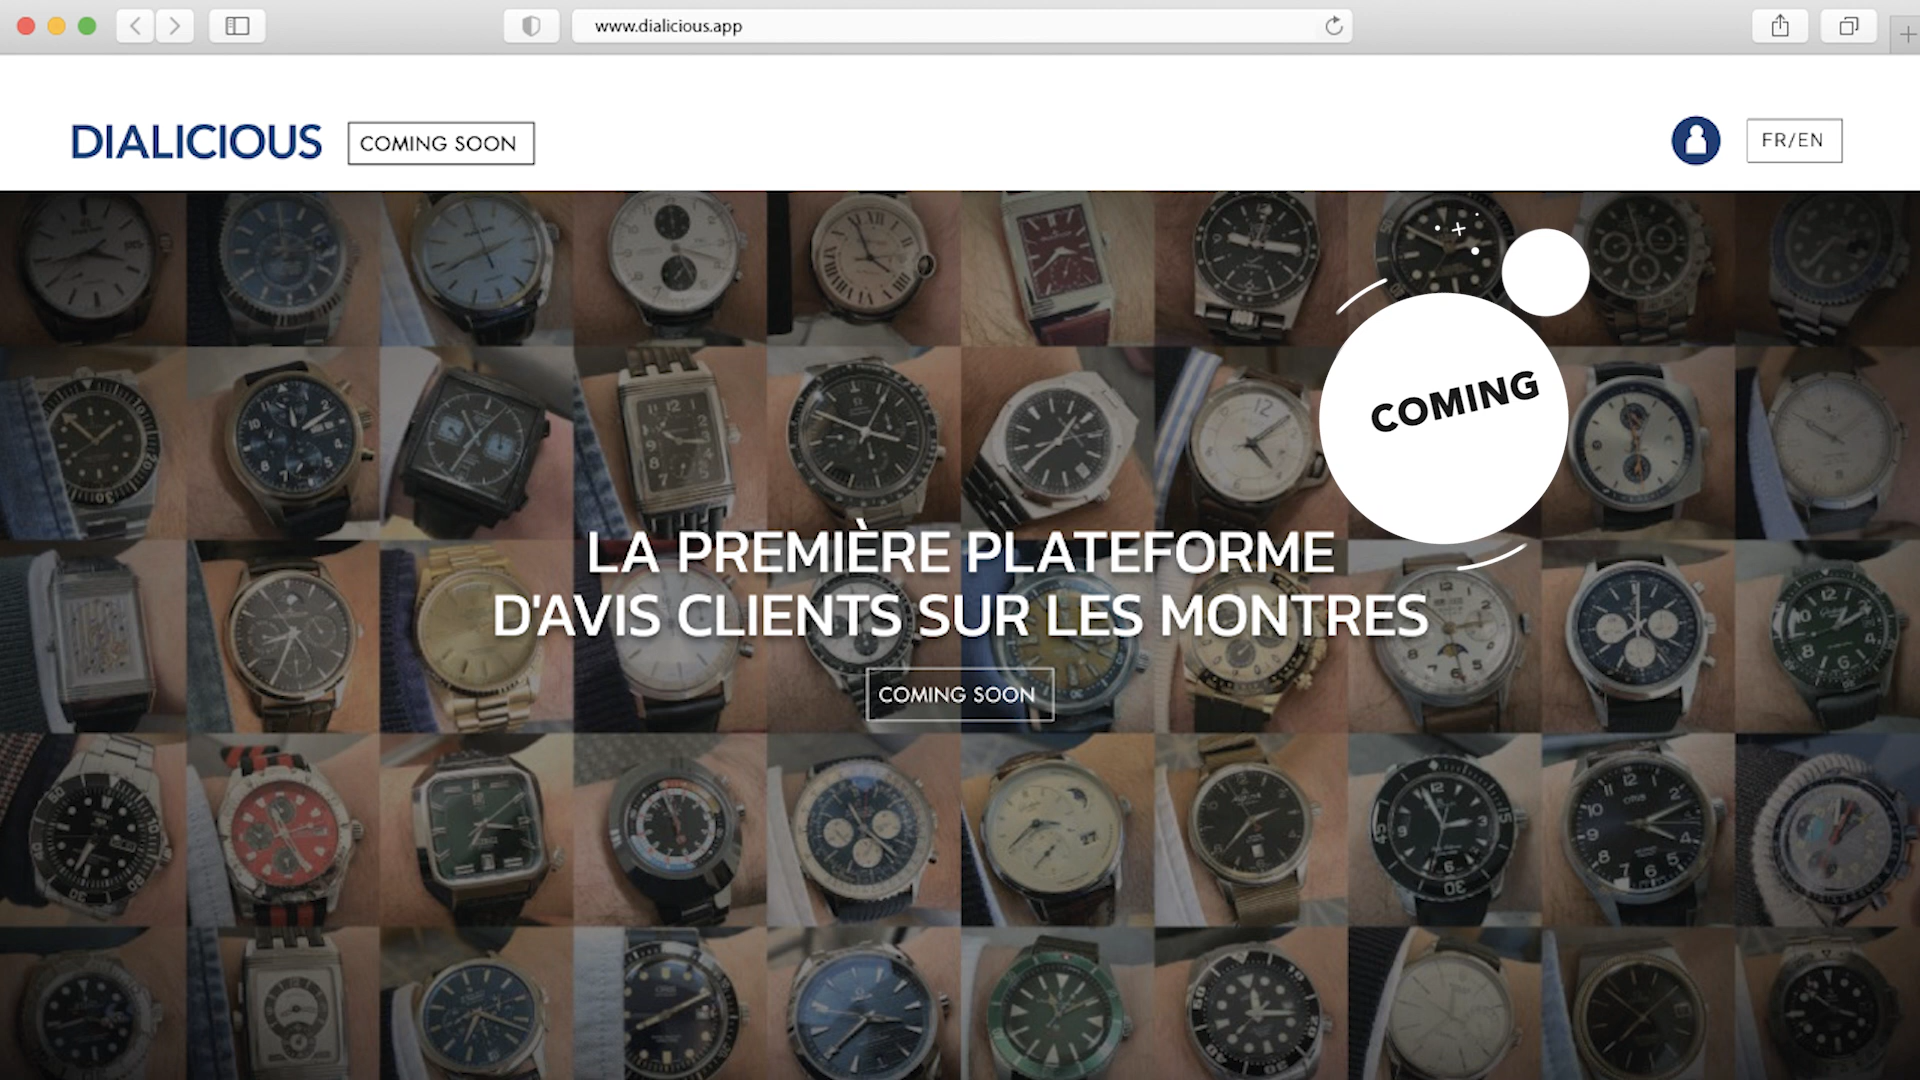 www.dialicious.app
DIALICIOUS
COMING SOON
FR/EN
COMING
LA PREMIÈRE PLATEFORME
D'AVIS CLIENTS SUR LES MONTRES
COMING SOON